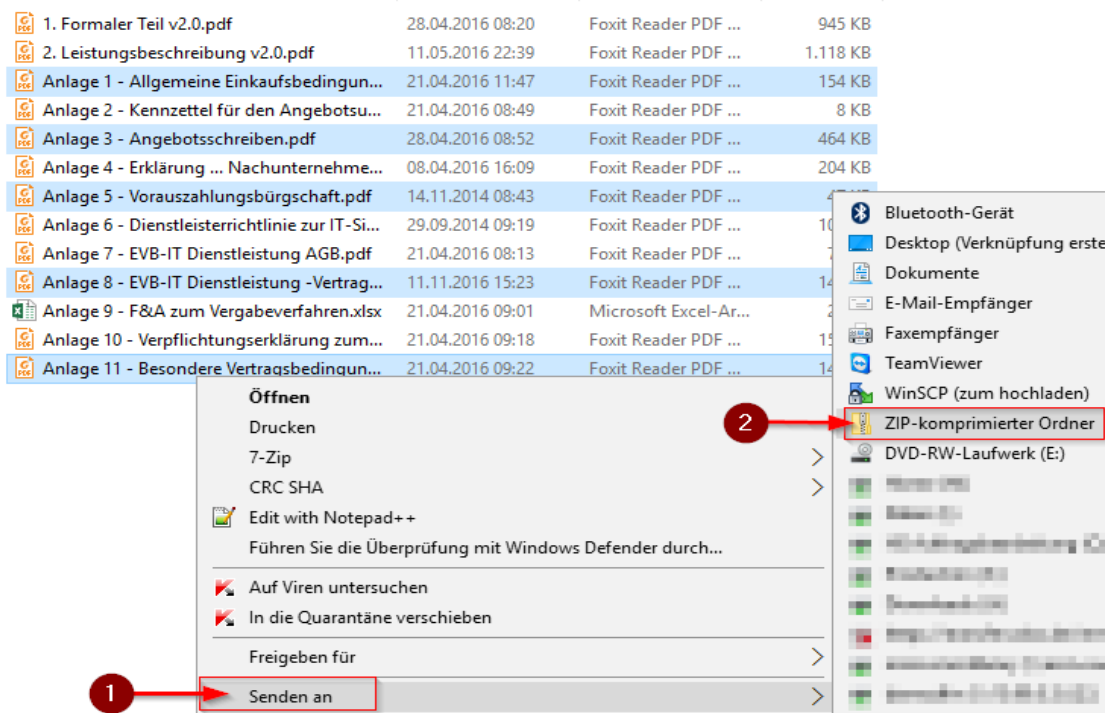 1. Formaler Teil v2.0.pdf 28.04.2016 08:20 Foxit Reader PDF ... 945 KB
2. Leistungsbeschreibung v2.0.pdf 11.05.2016 22:39 Foxit Reader PDF ... 1.118 KB
Anlage 1 - Allgemeine Einkaufsbedingun... 21.04.2016 11:47 Foxit Reader PDF ... 154 KB
Anlage 2 - Kennzettel für den Angebotsu... 21.04.2016 08:49 Foxit Reader PDF ... 8 KB
Anlage 3 - Angebotsschreiben.pdf 28.04.2016 08:52 Foxit Reader PDF ... 464 KB
Anlage 4 - Erklärung ... Nachunternehme... 08.04.2016 16:09 Foxit Reader PDF ... 204 KB
Anlage 5 - Vorauszahlungsbürgschaft.pdf 14.11.2014 08:43 Foxit Reader PDF ...
Anlage 6 - Dienstleisterrichtlinie zur IT-Si... 29.09.2014 09:19 Foxit Reader PDF ...
Anlage 7 - EVB-IT Dienstleistung AGB.pdf 21.04.2016 08:13 Foxit Reader PDF ...
Anlage 8 - EVB-IT Dienstleistung -Vertrag... 11.11.2016 15:23 Foxit Reader PDF ...
Anlage 9 - F&A zum Vergabeverfahren.xlsx 21.04.2016 09:01 Microsoft Excel-Ar...
Anlage 10 - Verpflichtungserklärung zum... 21.04.2016 09:18 Foxit Reader PDF ...
Anlage 11 - Besondere Vertragsbedingun... 21.04.2016 09:22 Foxit Reader PDF ...
Öffnen
Drucken
7-Zip
CRC SHA
Edit with Notepad++
Führen Sie die Überprüfung mit Windows Defender durch...
Auf Viren untersuchen
In die Quarantäne verschieben
Freigeben für
1
Senden an
Bluetooth-Gerät
Desktop (Verknüpfung erste
Dokumente
E-Mail-Empfänger
Faxempfänger
TeamViewer
WinSCP (zum hochladen)
2
ZIP-komprimierter Ordner
DVD-RW-Laufwerk (E:)